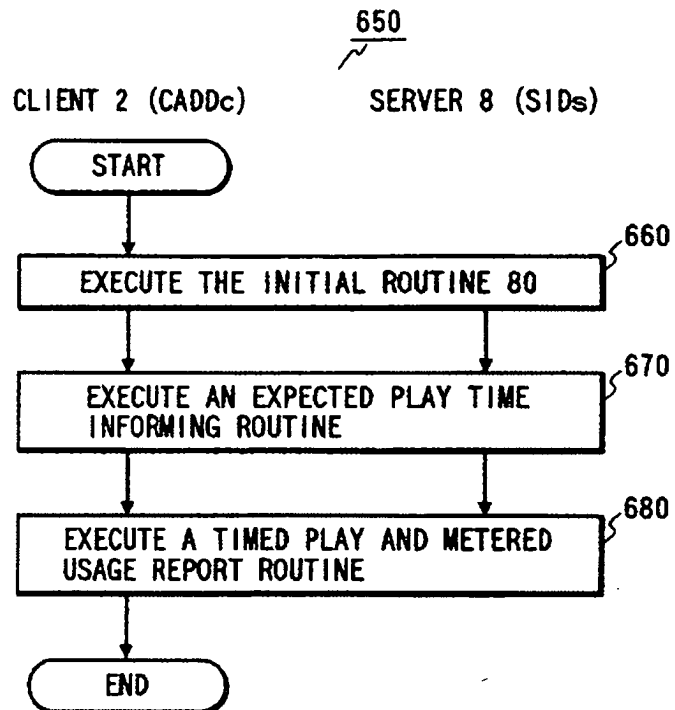 650
CLIENT 2 (CADDc) SERVER 8 (SIDs)
START
660
EXECUTE THE INITIAL ROUTINE 80
670
EXECUTE AN EXPECTED PLAY TIME
INFORMING ROUTINE
680
EXECUTE A TIMED PLAY AND METERED
USAGE REPORT ROUTINE
END